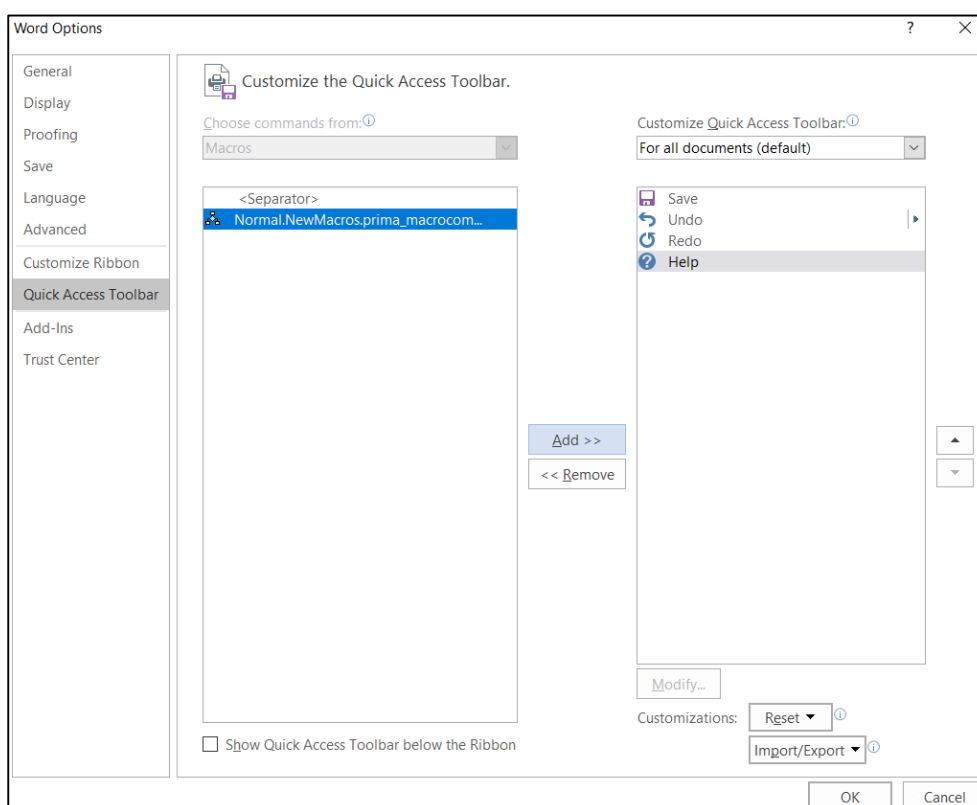 Word Options
?
General
Display
Proofing
Save
Language
Advanced
Customize Ribbon
Quick Access Toolbar
Add-Ins
Trust Center
Customize the Quick Access Toolbar.
Choose commands from:
Macros
<Separator>
Normal.NewMacros.prima_macrocom...
Add >>
<< Remove
Customize Quick Access Toolbar:
For all documents (default)
Save
Undo
Redo
Help
Modify...
Customizations: Reset
Import/Export
Show Quick Access Toolbar below the Ribbon
OK Cancel